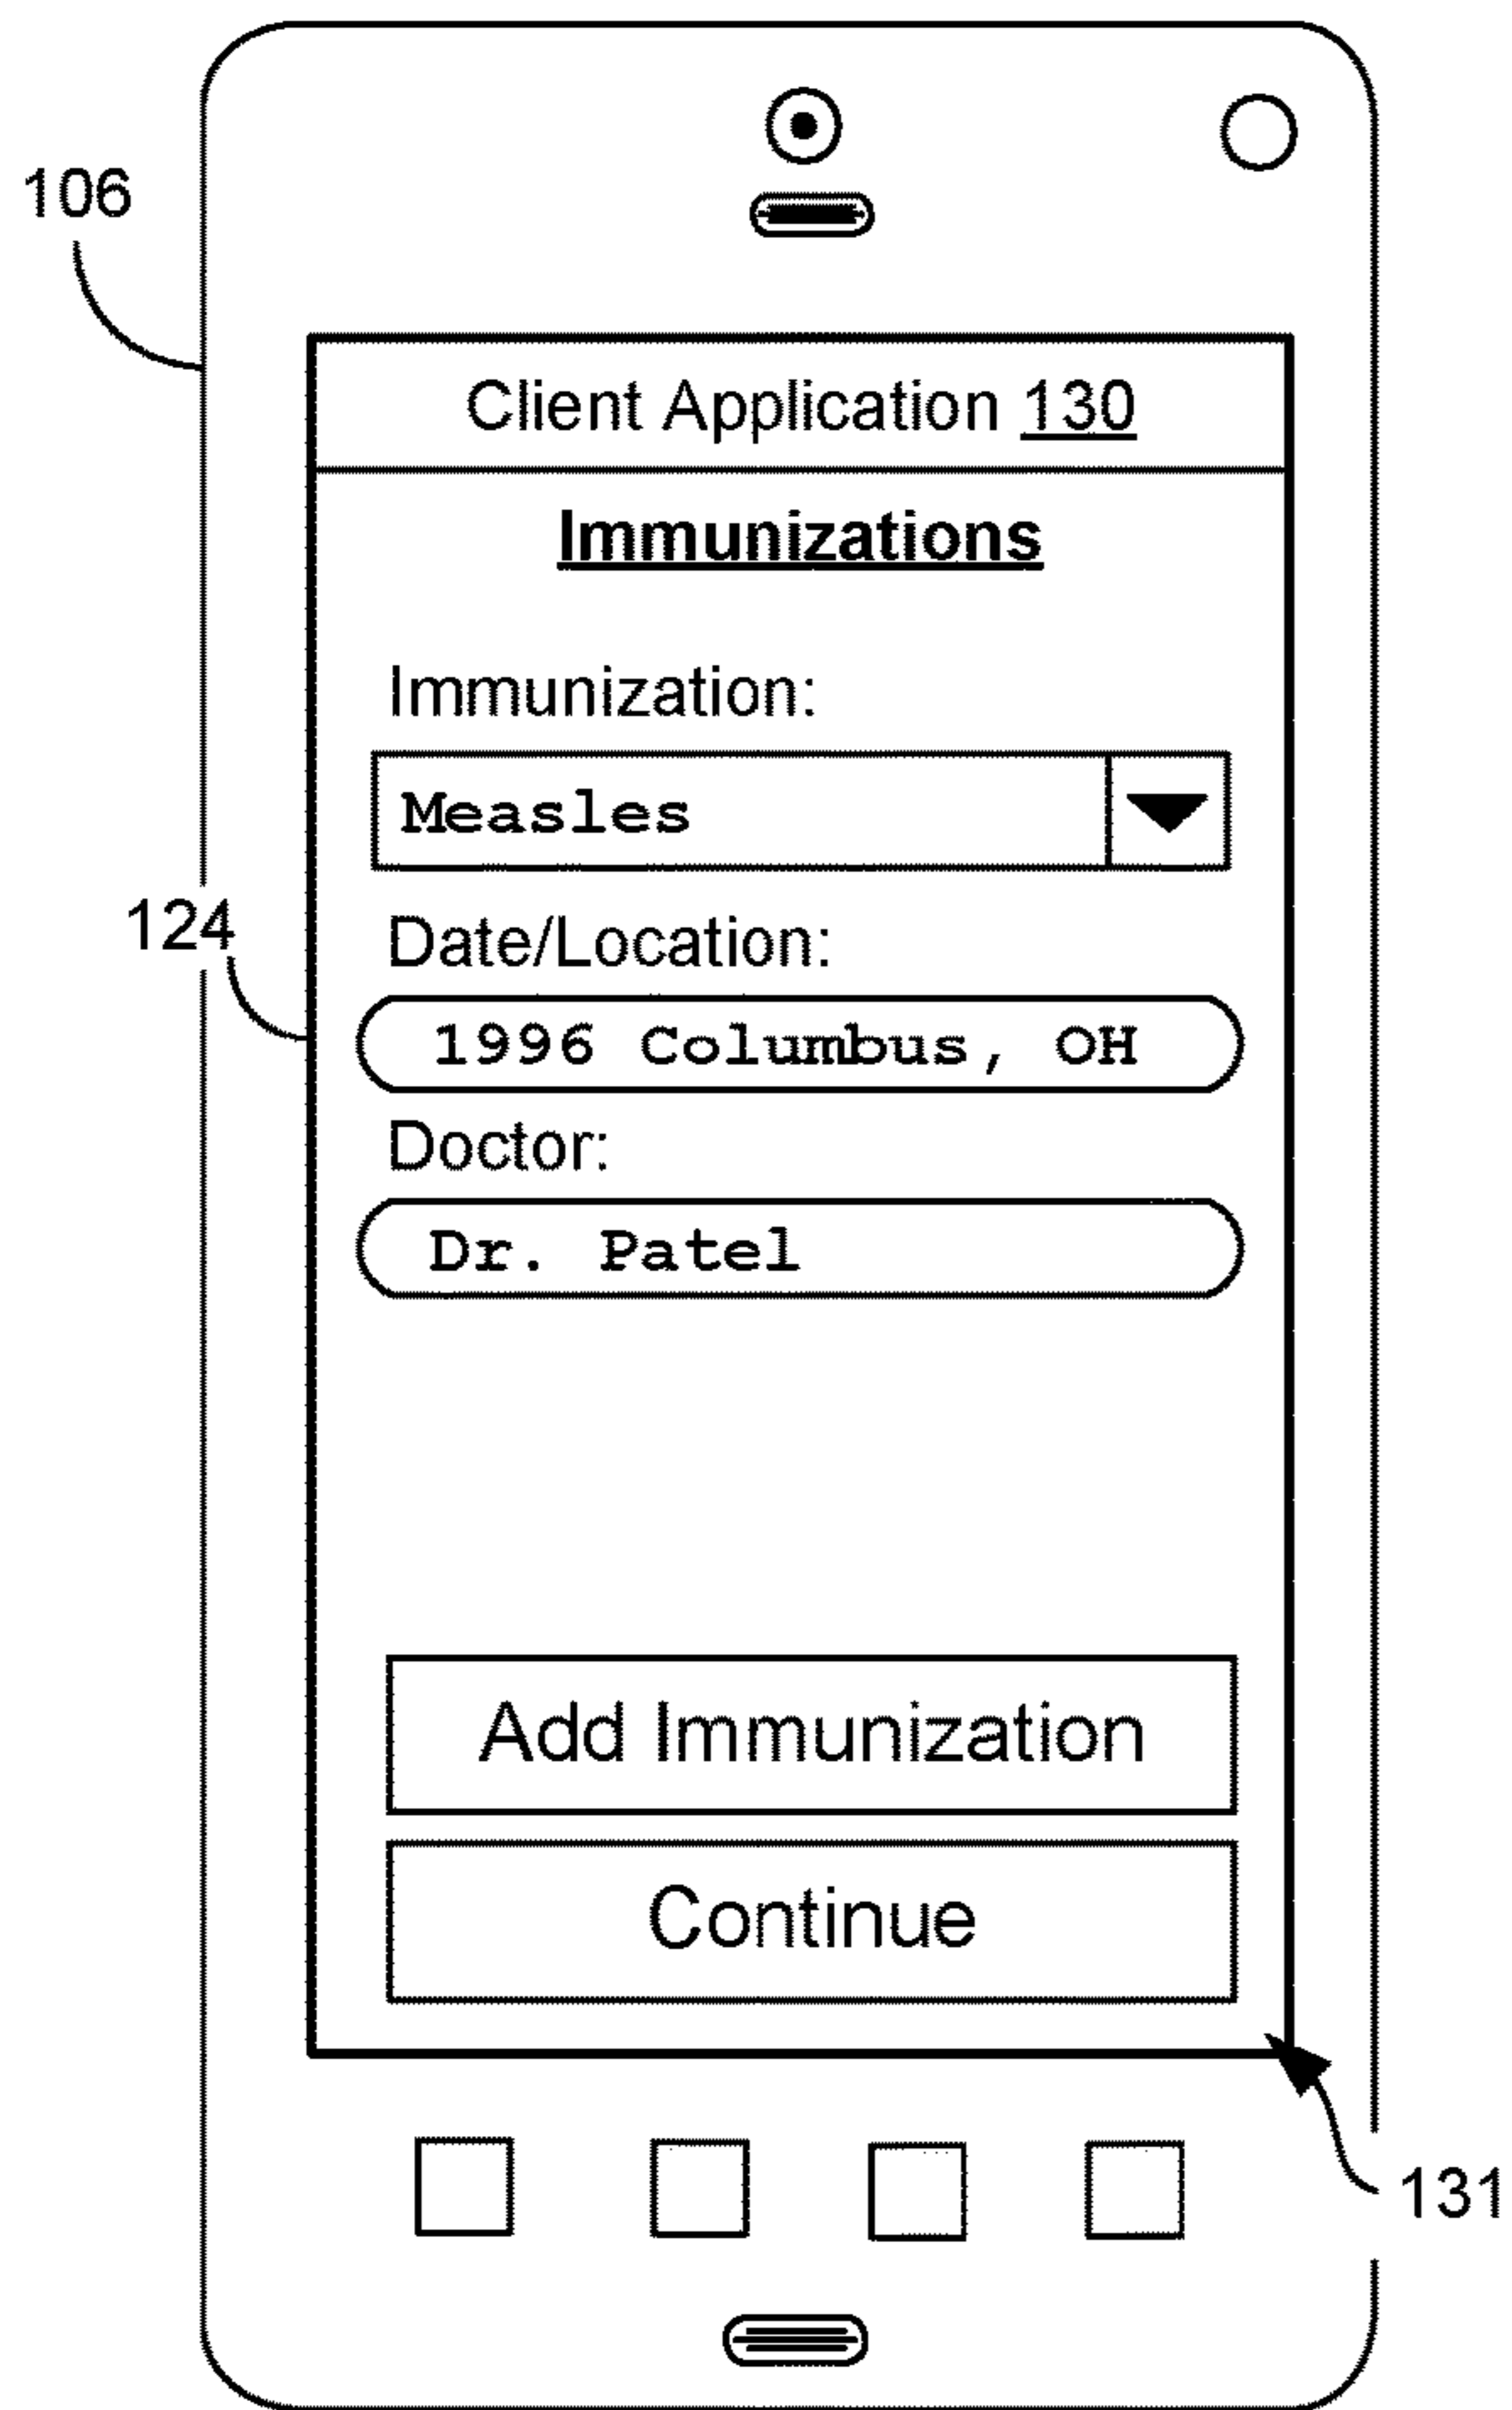 106
Client Application 130
Immunizations
Immunization:
Measles
124
Date/Location:
1996 Columbus, OH
Doctor:
Dr. Patel
Add Immunization
Continue
131